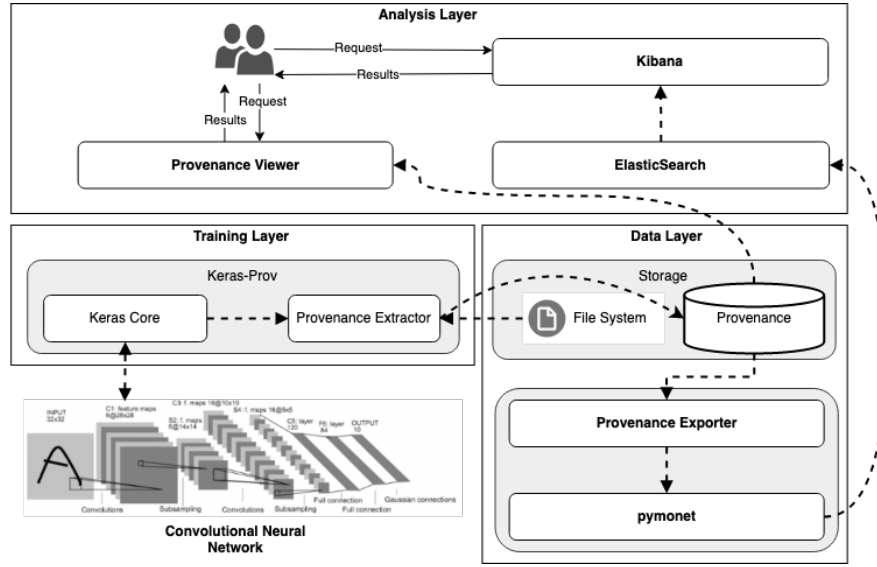 Analysis Layer
Request
Kibana
Results
Request
Results
Provenance Viewer
ElasticSearch
Training Layer
Keras-Prov
Keras Core
Provenance Extractor
Data Layer
Storage
File System
Provenance
Provenance Exporter
pymonet
INPUT
32x32
C1: feature maps
6@28x28
S2: f. maps
6@14x14
C3: f. maps 16@10x10
S4: f. maps 16@5x5
C5: layer
120
F6: layer
84
OUTPUT
10
Convolutions
Subsampling
Convolutions
Subsampling
Full connection
Full connection
Gaussian connections
Convolutional Neural
Network